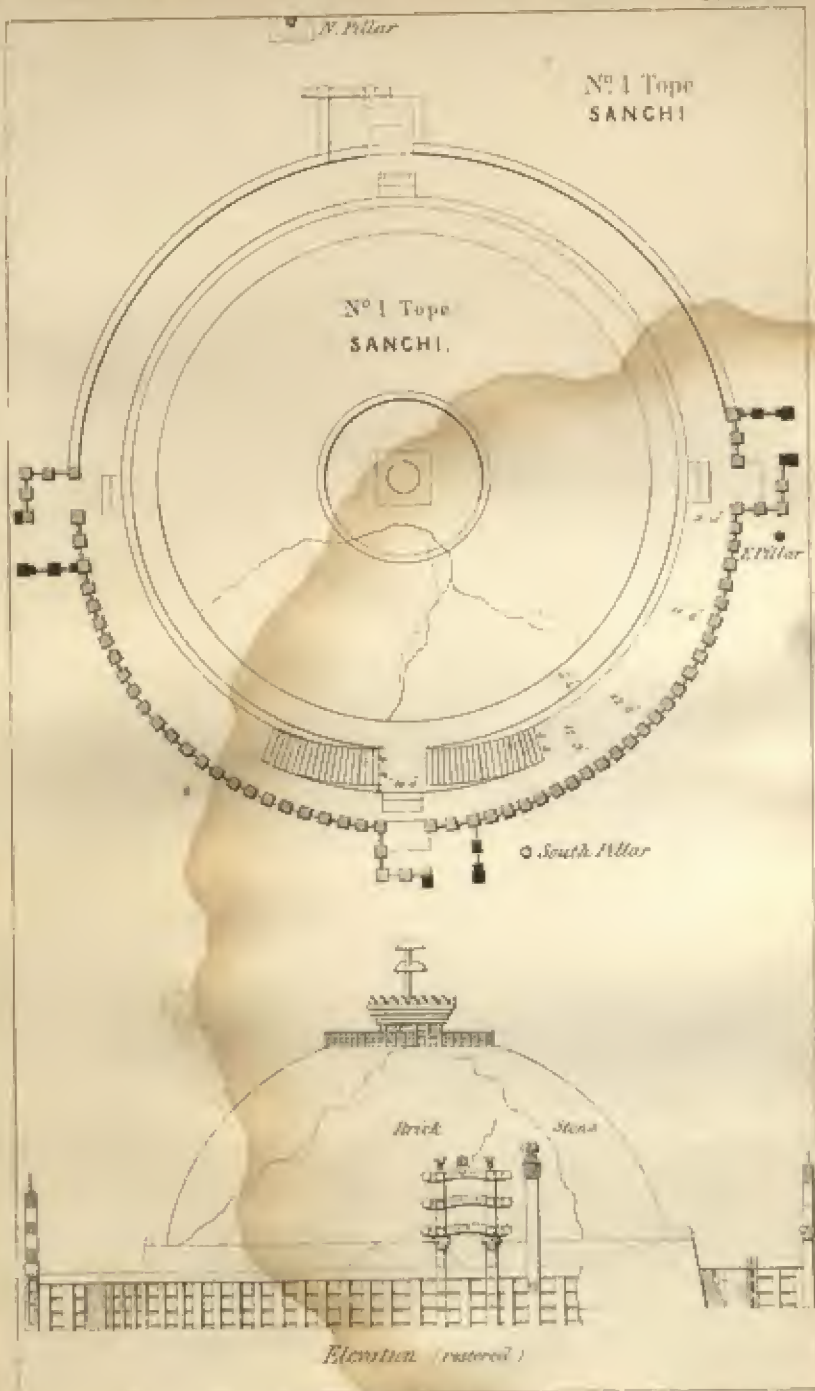 N. Pillar
Nº 1 Tope
SANCHI
Nº 1 Tope
SANCHI.
E. Pillar
South Pillar
Brick
Stone
Elevation (restored)